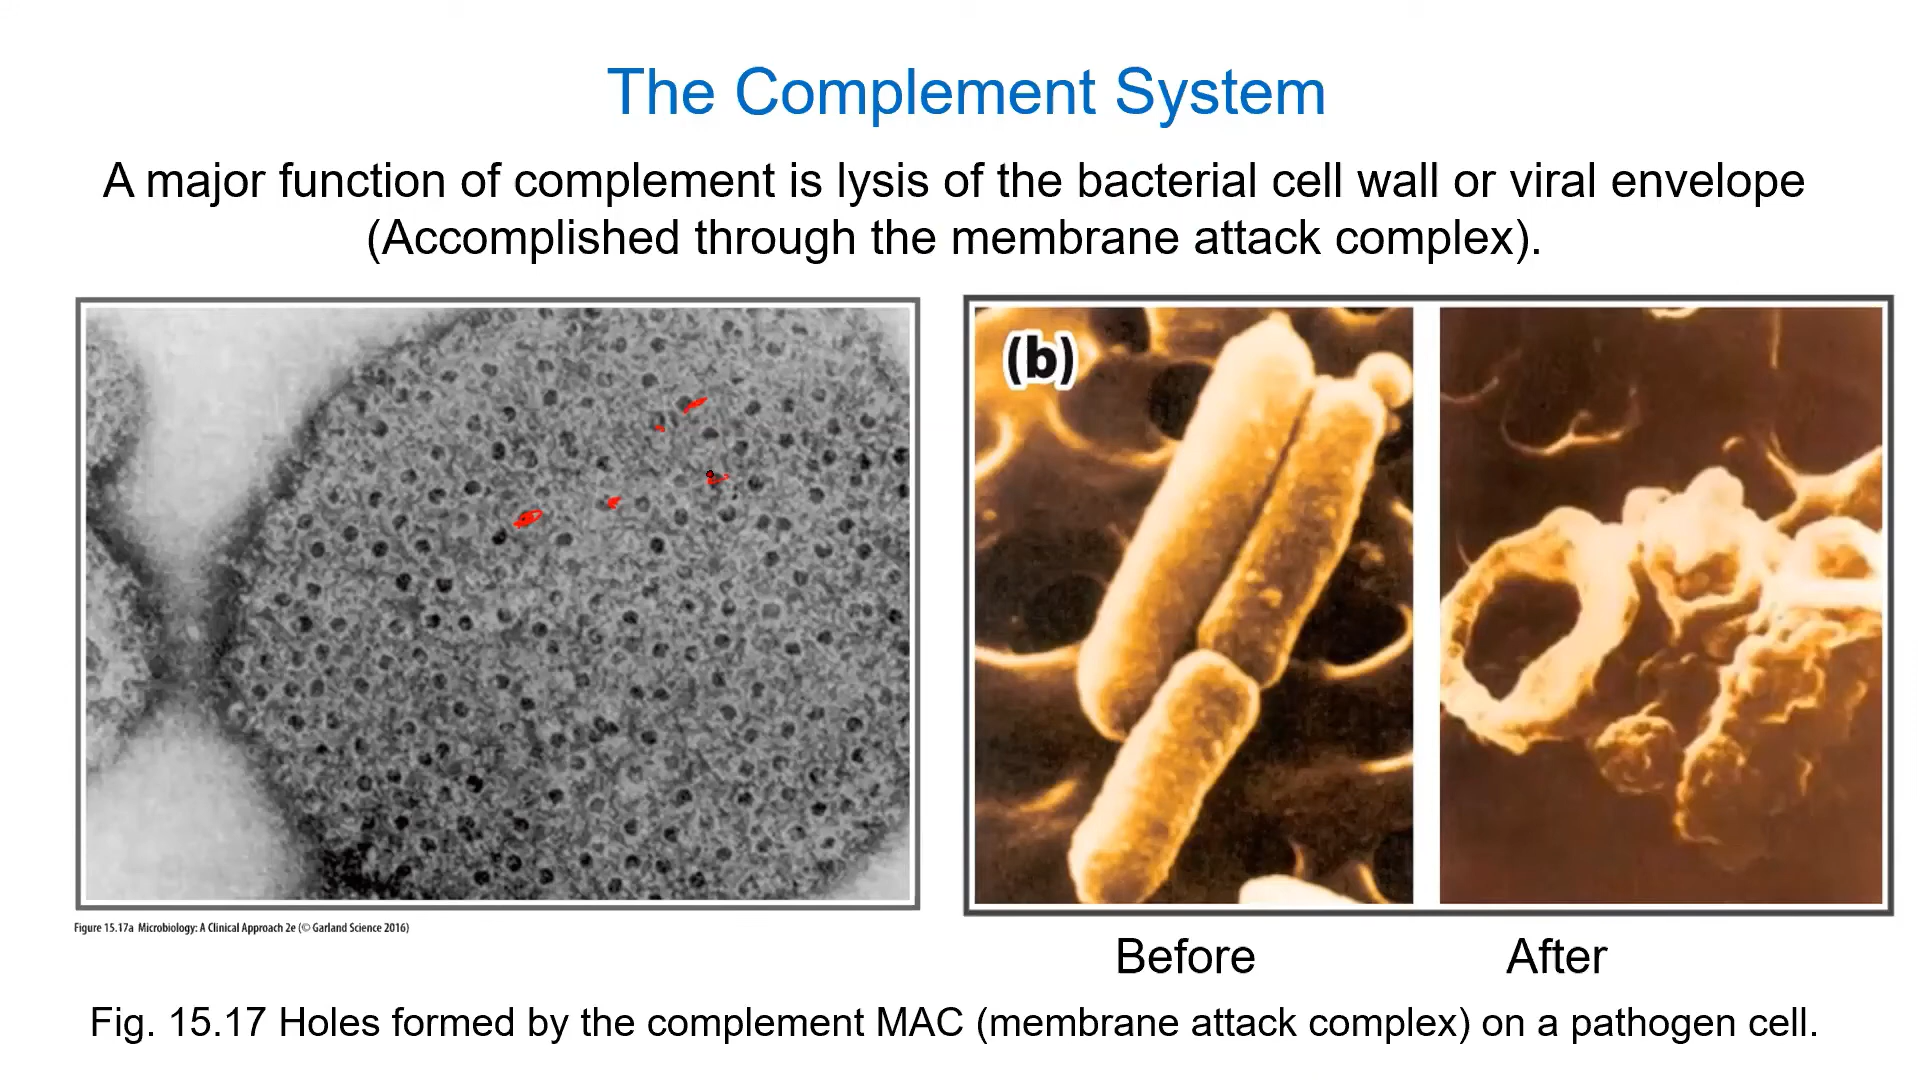 The Complement System
A major function of complement is lysis of the bacterial cell wall or viral envelope
(Accomplished through the membrane attack complex).
(b)
Figure 15.17a Microbiology: A Clinical Approach 2e (© Garland Science 2016)
Before After
Fig. 15.17 Holes formed by the complement MAC (membrane attack complex) on a pathogen cell.